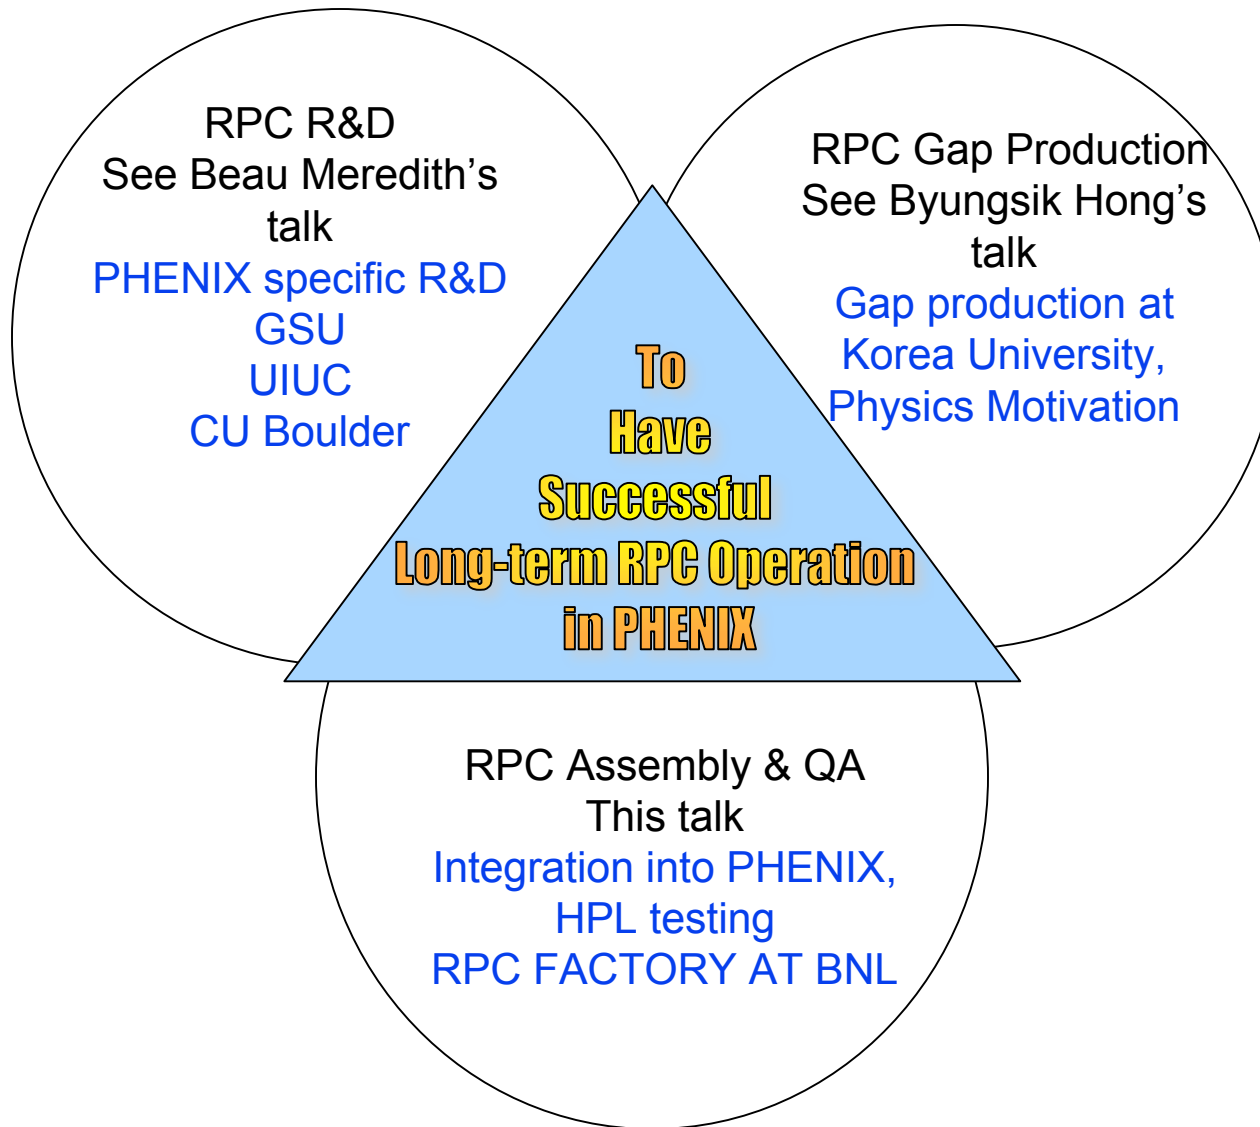 RPC R&D
See Beau Meredith’s
talk
PHENIX specific R&D
GSU
UIUC
CU Boulder
RPC Gap Production
See Byungsik Hong’s
talk
Gap production at
Korea University,
Physics Motivation
To
Have
Successful
Long-term RPC Operation
in PHENIX
RPC Assembly & QA
This talk
Integration into PHENIX,
HPL testing
RPC FACTORY AT BNL